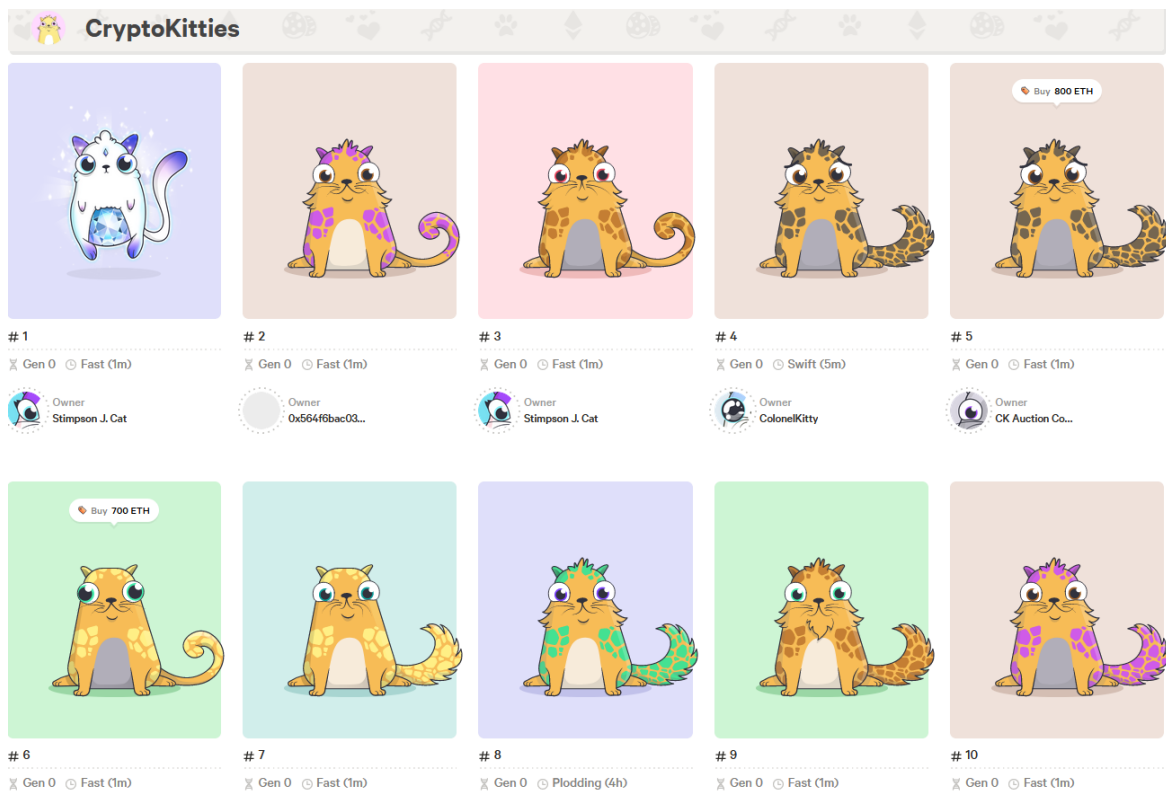 CryptoKitties
Buy 800 ETH
# 1
# 2
# 3
# 4
# 5
Gen 0 Fast (1m)
Gen 0 Fast (1m)
Gen 0 Fast (1m)
Gen 0 Swift (5m)
Gen 0 Fast (1m)
Owner
Stimpson J. Cat
Owner
0x564f6bac03...
Owner
Stimpson J. Cat
Owner
ColonelKitty
Owner
CK Auction Co...
Buy 700 ETH
# 6
# 7
# 8
# 9
# 10
Gen 0 Fast (1m)
Gen 0 Fast (1m)
Gen 0 Plodding (4h)
Gen 0 Fast (1m)
Gen 0 Fast (1m)